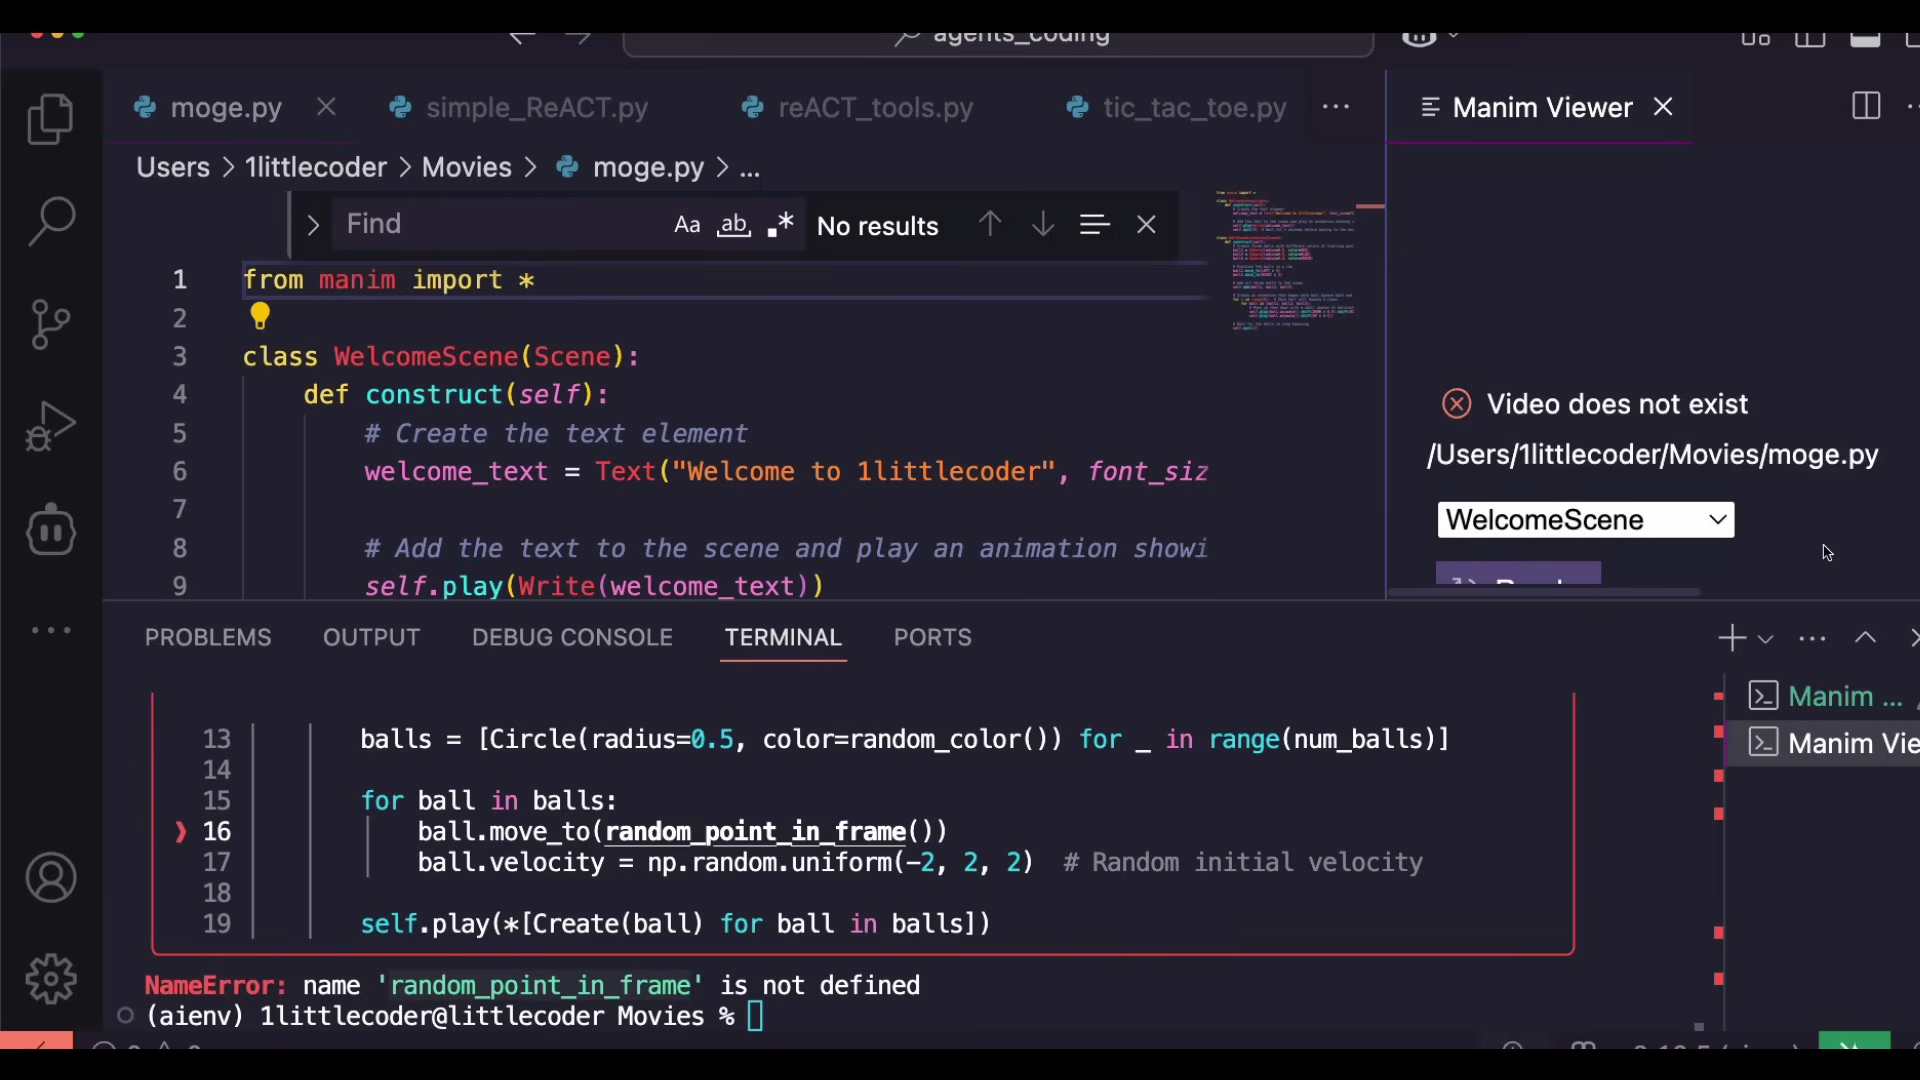 agents_coding
moge.py
simple_ReACT.py
reACT_tools.py
tic_tac_toe.py
Manim Viewer
Users > 1littlecoder > Movies > moge.py > ...
Find
Aa
ab
No results
1 from manim import *
2
3 class WelcomeScene(Scene):
4 def construct(self):
5 # Create the text element
6 welcome_text = Text("Welcome to 1littlecoder", font_siz
7
8 # Add the text to the scene and play an animation showi
9 self.play(Write(welcome_text))
Video does not exist
/Users/1littlecoder/Movies/moge.py
WelcomeScene
PROBLEMS
OUTPUT
DEBUG CONSOLE
TERMINAL
PORTS
Manim ...
Manim Vie
13 balls = [Circle(radius=0.5, color=random_color()) for _ in range(num_balls)]
14
15 for ball in balls:
❱ 16 ball.move_to(random_point_in_frame())
17 ball.velocity = np.random.uniform(-2, 2, 2) # Random initial velocity
18
19 self.play(*[Create(ball) for ball in balls])
NameError: name 'random_point_in_frame' is not defined
(aienv) 1littlecoder@littlecoder Movies %